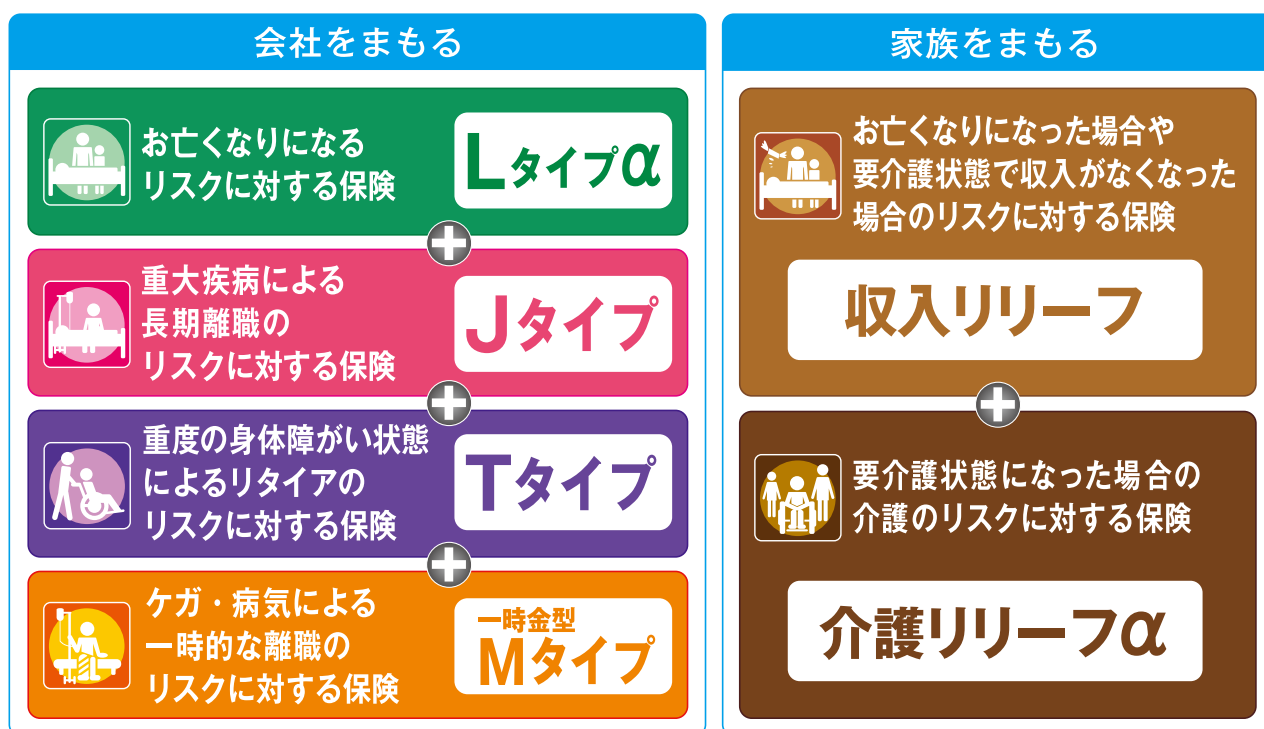 会社をまもる
お亡くなりになる
リスクに対する保険
Lタイプα
重大疾病による
長期離職の
リスクに対する保険
Jタイプ
重度の身体障がい状態
によるリタイアの
リスクに対する保険
Tタイプ
ケガ・病気による
一時的な離職の
リスクに対する保険
一時金型
Mタイプ
家族をまもる
お亡くなりになった場合や
要介護状態で収入がなくなった
場合のリスクに対する保険
収入リリーフ
要介護状態になった場合の
介護のリスクに対する保険
介護リリーフα